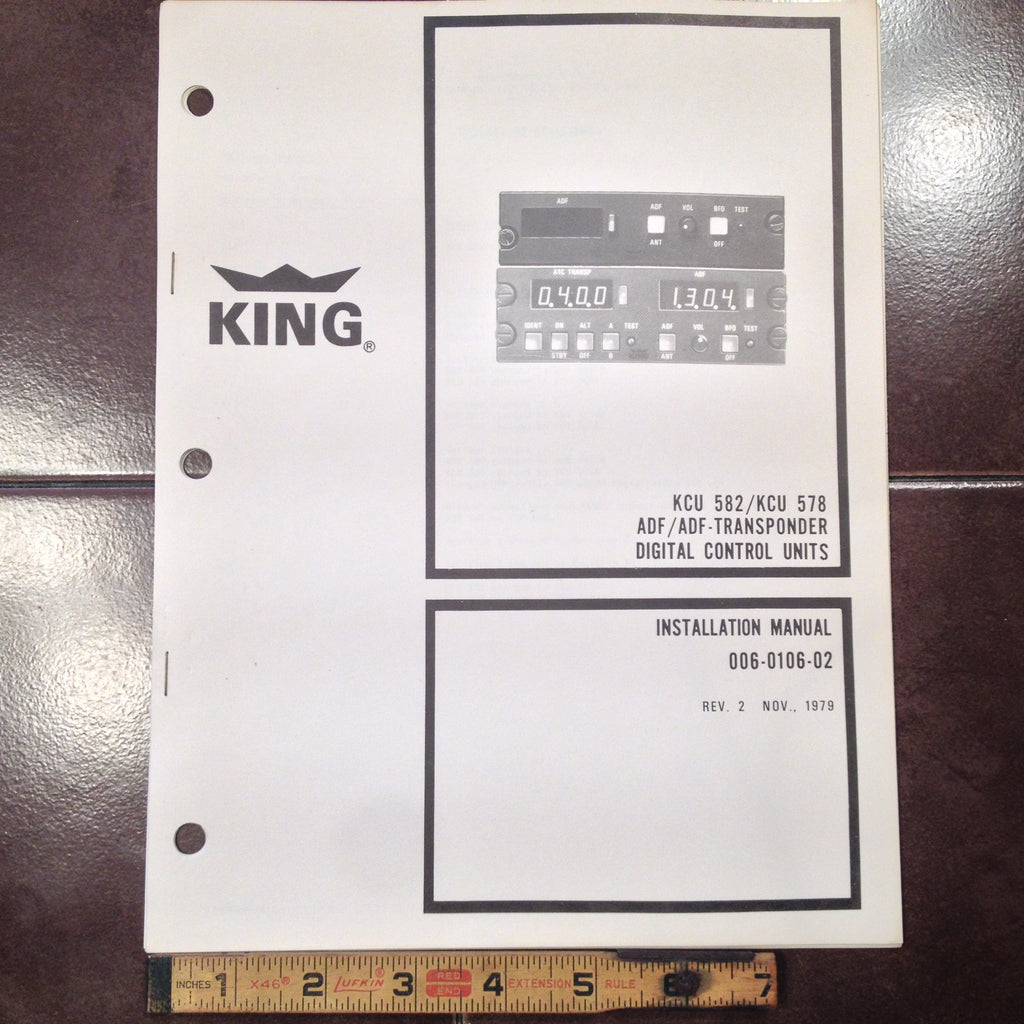 KING®
ADF
ADF VOL BFO TEST
ANT OFF
ATC TRANSP ADF
0.4.0.0 1.3.0.4.
IDENT ON ALT A TEST ADF VOL BFO TEST
STBY OFF B ANT OFF
KCU 582/KCU 578
ADF/ADF-TRANSPONDER
DIGITAL CONTROL UNITS
INSTALLATION MANUAL
006-0106-02
REV. 2 NOV., 1979
INCHES 1 X46® 2 LUFKIN® 3 RED END 4 EXTENSION 5 RULE 6 7